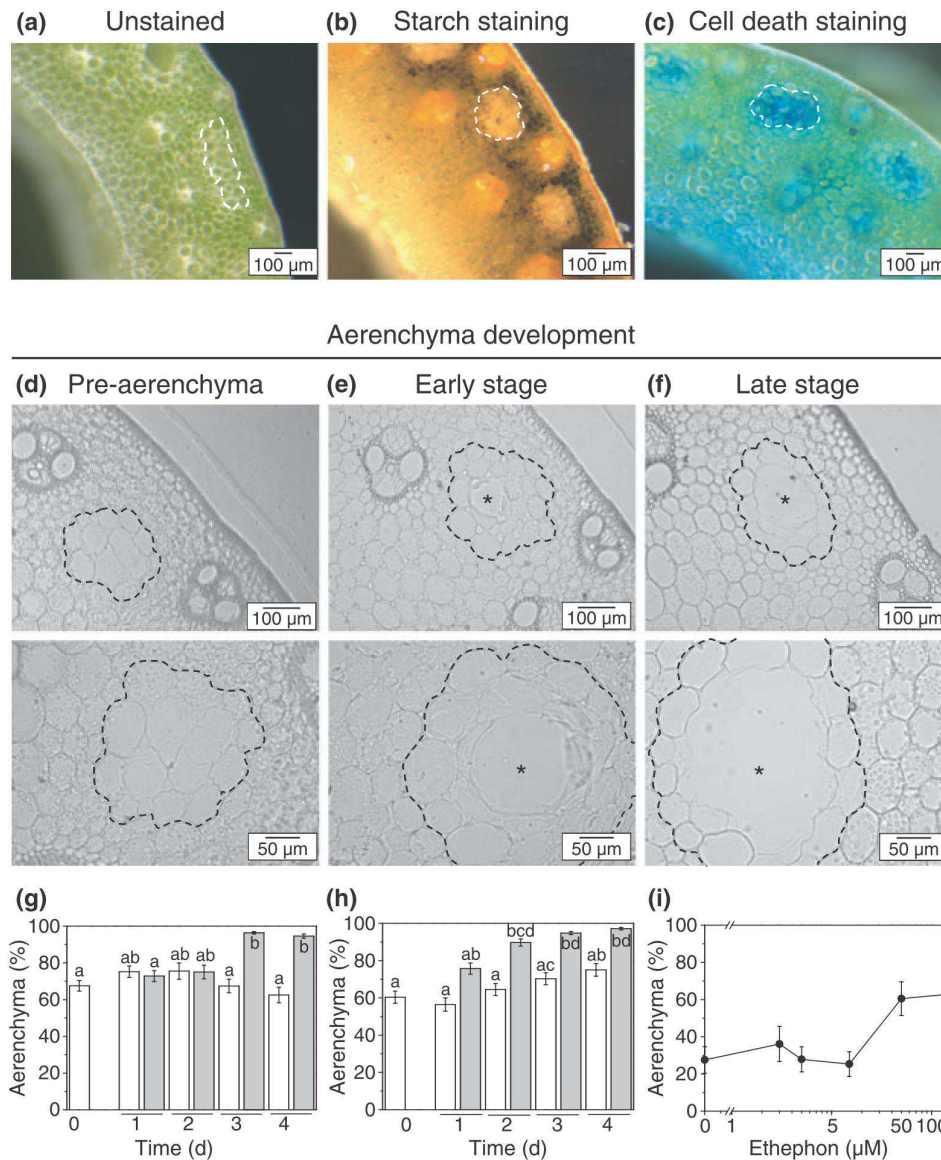 (a) Unstained (b) Starch staining (c) Cell death staining
100 µm 100 µm 100 µm
Aerenchyma development
(d) Pre-aerenchyma (e) Early stage (f) Late stage
* *
100 µm 100 µm 100 µm
* *
50 µm 50 µm 50 µm
(g) (h) (i)
Aerenchyma (%)
100
80
60
40
20
0
a ab a ab ab a b a b
0 1 2 3 4
Time (d)
Aerenchyma (%)
100
80
60
40
20
0
a a ab a bcd ac bd ab bd
0 1 2 3 4
Time (d)
Aerenchyma (%)
100
80
60
40
20
0
0 1 5 50 100
Ethephon (µM)